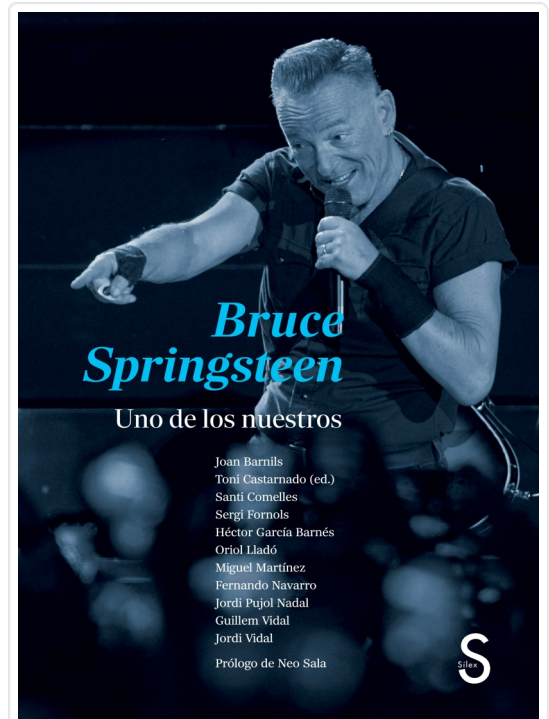 Bruce
Springsteen
Uno de los nuestros
Joan Barnils
Toni Castarnado (ed.)
Santi Comelles
Sergi Fornols
Héctor García Barnés
Oriol Lladó
Miguel Martínez
Fernando Navarro
Jordi Pujol Nadal
Guillem Vidal
Jordi Vidal
Prólogo de Neo Sala
S
Sílex